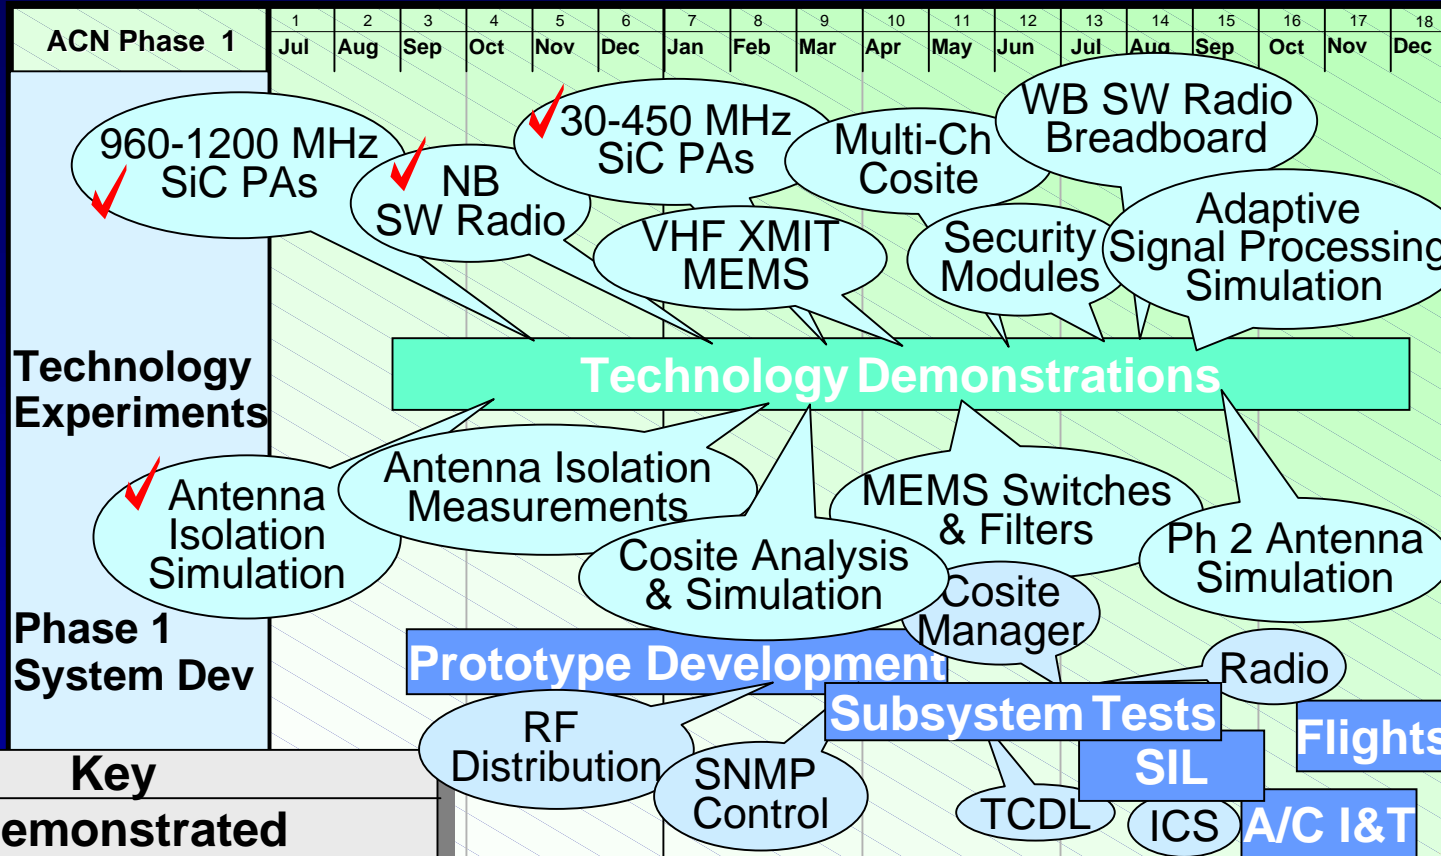 ACN Phase 1
1 2 3 4 5 6 7 8 9 10 11 12 13 14 15 16 17 18
Jul Aug Sep Oct Nov Dec Jan Feb Mar Apr May Jun Jul Aug Sep Oct Nov Dec
960-1200 MHz
SiC PAs
NB
SW Radio
30-450 MHz
SiC PAs
VHF XMIT
MEMS
Multi-Ch
Cosite
Security
Modules
WB SW Radio
Breadboard
Adaptive
Signal Processing
Simulation
Technology
Experiments
Technology Demonstrations
Antenna
Isolation
Simulation
Antenna Isolation
Measurements
Cosite Analysis
& Simulation
MEMS Switches
& Filters
Ph 2 Antenna
Simulation
Phase 1
System Dev
Prototype Development
Cosite
Manager
Radio
Subsystem Tests
Flights
RF
Distribution
SNMP
Control
SIL
TCDL
ICS
A/C I&T
Key
emonstrated